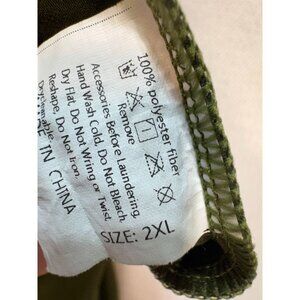 100% polyester fiber
Remove
Accessories Before Laundering.
Hand Wash Cold, Do Not Bleach.
Dry Flat, Do Not Wring or Twist.
Reshape, Do Not Iron,
IN CHINA
SIZE: 2XL